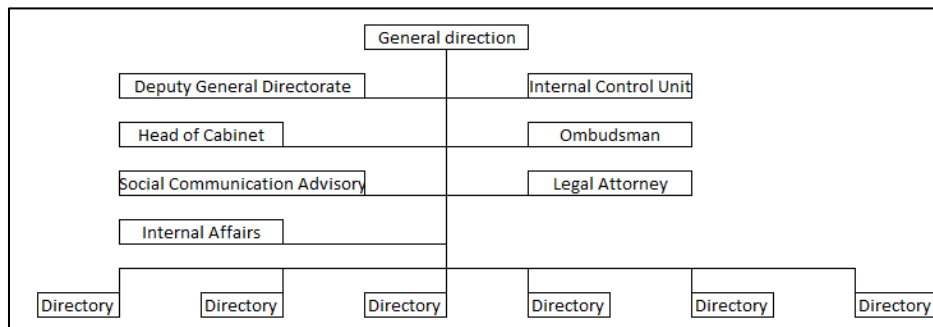 General direction
Deputy General Directorate
Internal Control Unit
Head of Cabinet
Ombudsman
Social Communication Advisory
Legal Attorney
Internal Affairs
Directory
Directory
Directory
Directory
Directory
Directory